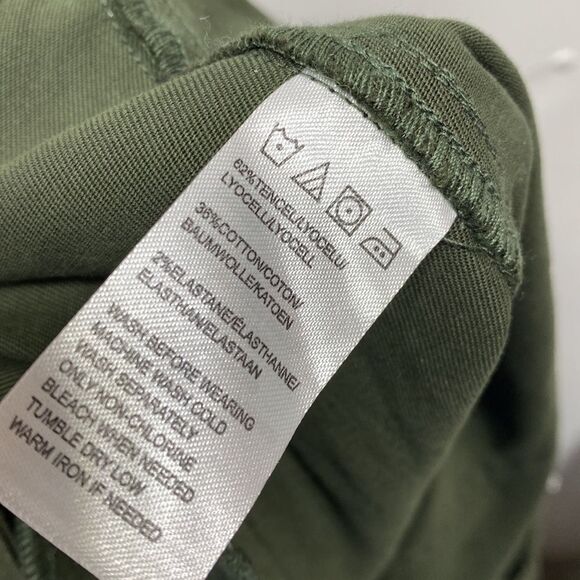 62%TENCEL/LYOCELL/
LYOCELL/LYOCELL
36%COTTON/COTON/
BAUMWOLLE/KATOEN
2%ELASTANE/ÉLASTHANNE/
ELASTHAN/ELASTAAN
WASH BEFORE WEARING
MACHINE WASH COLD
WASH SEPARATELY
ONLY NON-CHLORINE
BLEACH WHEN NEEDED
TUMBLE DRY LOW
WARM IRON IF NEEDED